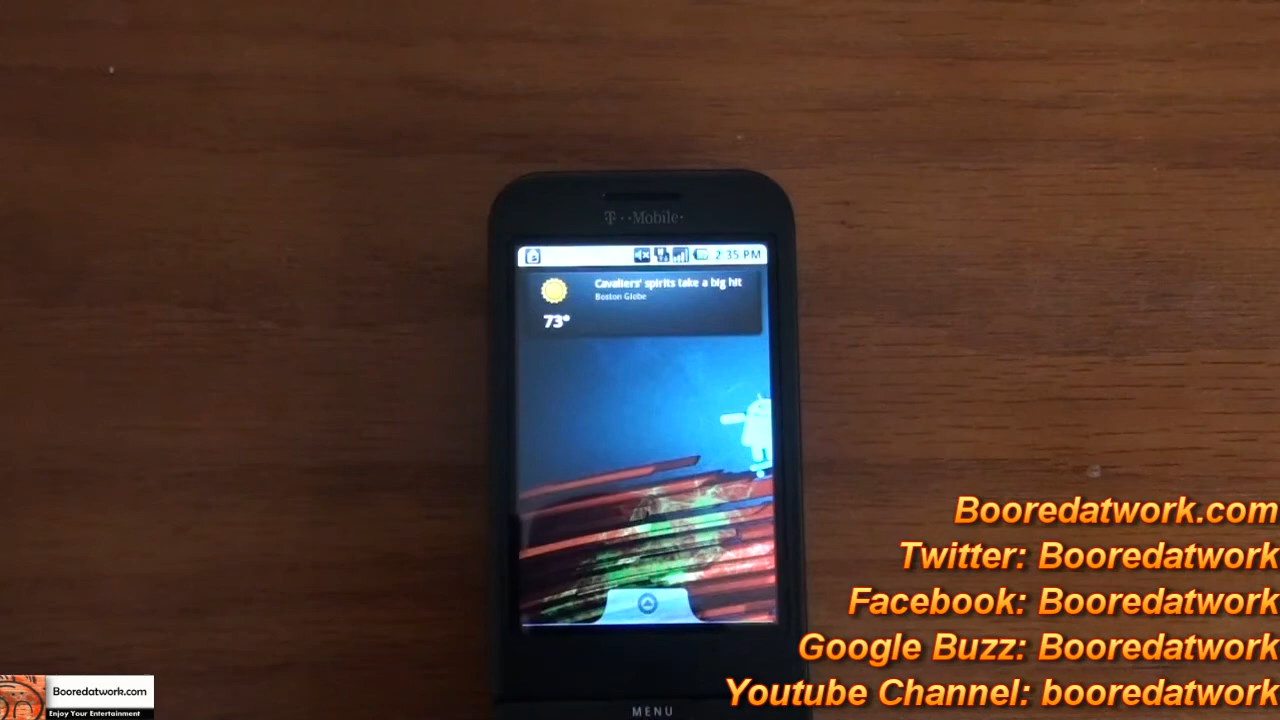 T··Mobile·
2:35 PM
Cavaliers' spirits take a big hit
Boston Globe
73°
Booredatwork.com
Twitter: Booredatwork
Facebook: Booredatwork
Google Buzz: Booredatwork
Youtube Channel: booredatwork
Booredatwork.com
Enjoy Your Entertainment
MENU